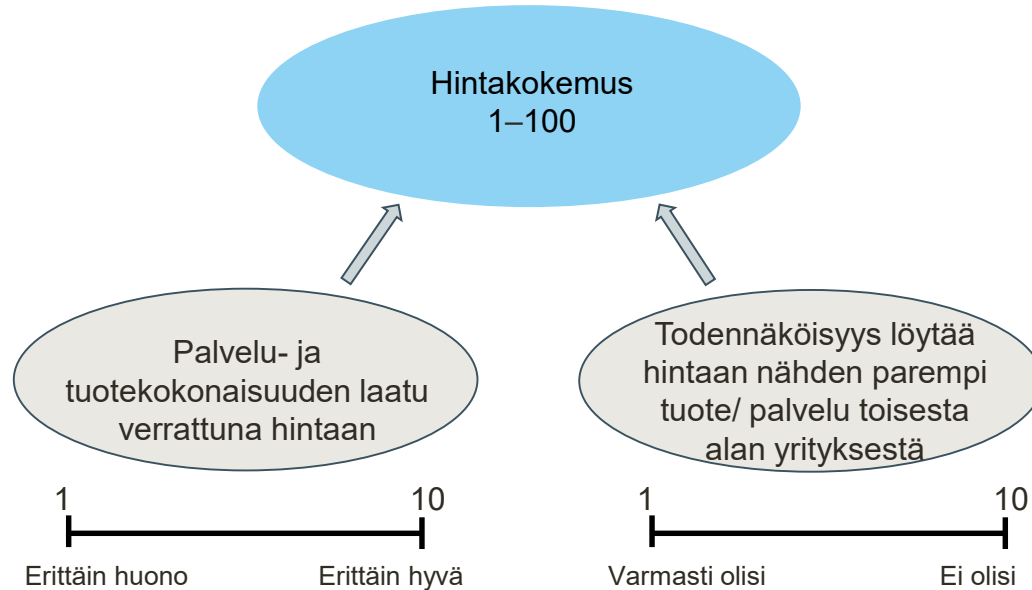 Hintakokemus
1–100
Palvelu- ja
tuotekokonaisuuden laatu
verrattuna hintaan
Todennäköisyys löytää
hintaan nähden parempi
tuote/ palvelu toisesta
alan yrityksestä
1
10
1
10
Erittäin huono
Erittäin hyvä
Varmasti olisi
Ei olisi